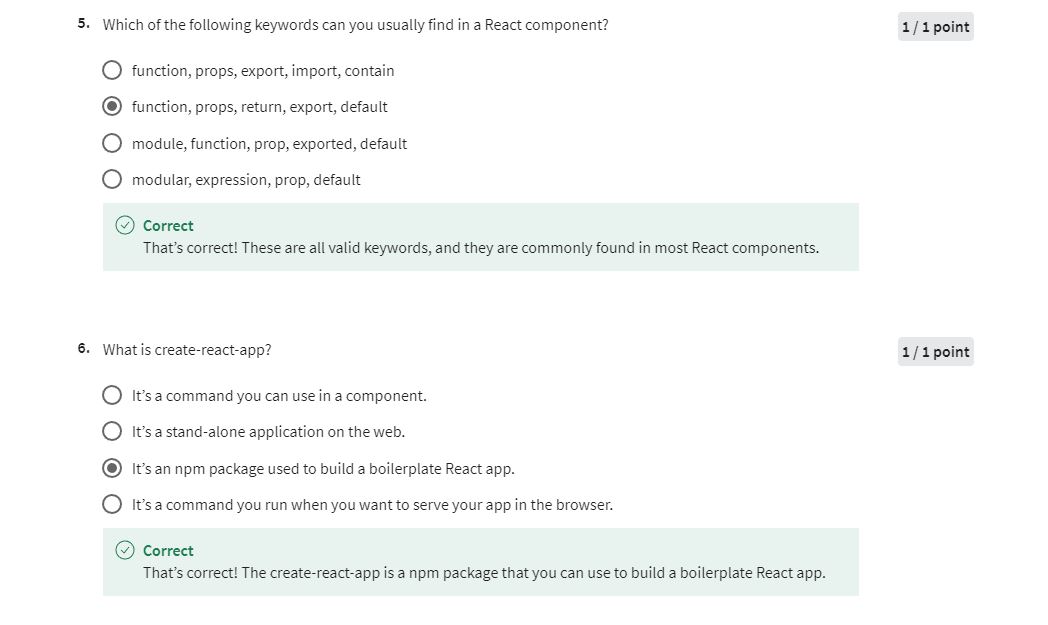 5. Which of the following keywords can you usually find in a React component?
1 / 1 point
function, props, export, import, contain
function, props, return, export, default
module, function, prop, exported, default
modular, expression, prop, default
Correct
That’s correct! These are all valid keywords, and they are commonly found in most React components.
6. What is create-react-app?
1 / 1 point
It’s a command you can use in a component.
It’s a stand-alone application on the web.
It’s an npm package used to build a boilerplate React app.
It’s a command you run when you want to serve your app in the browser.
Correct
That’s correct! The create-react-app is a npm package that you can use to build a boilerplate React app.